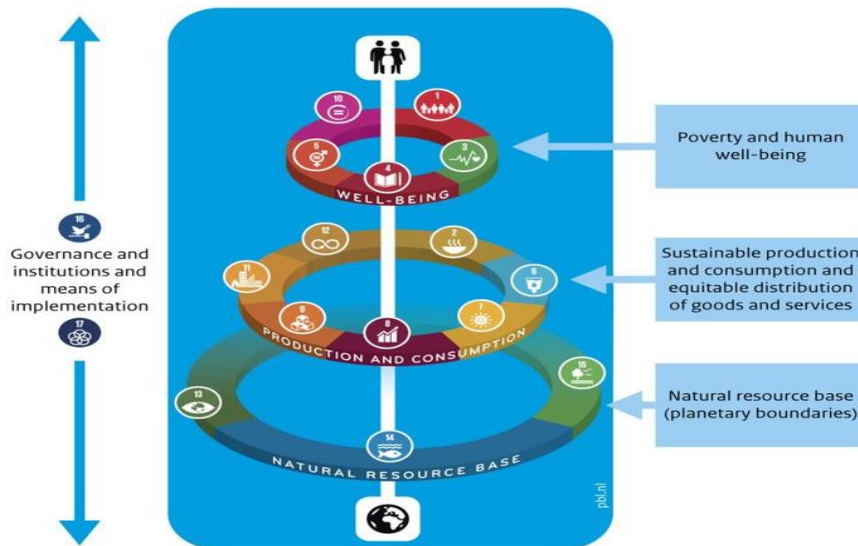 10
1
5
3
4
WELL-BEING
Poverty and human
well-being
16
Governance and
institutions and
means of
implementation
17
12
2
11
6
9
7
8
PRODUCTION AND CONSUMPTION
Sustainable production
and consumption and
equitable distribution
of goods and services
15
13
14
NATURAL RESOURCE BASE
Natural resource base
(planetary boundaries)
pbl.nl